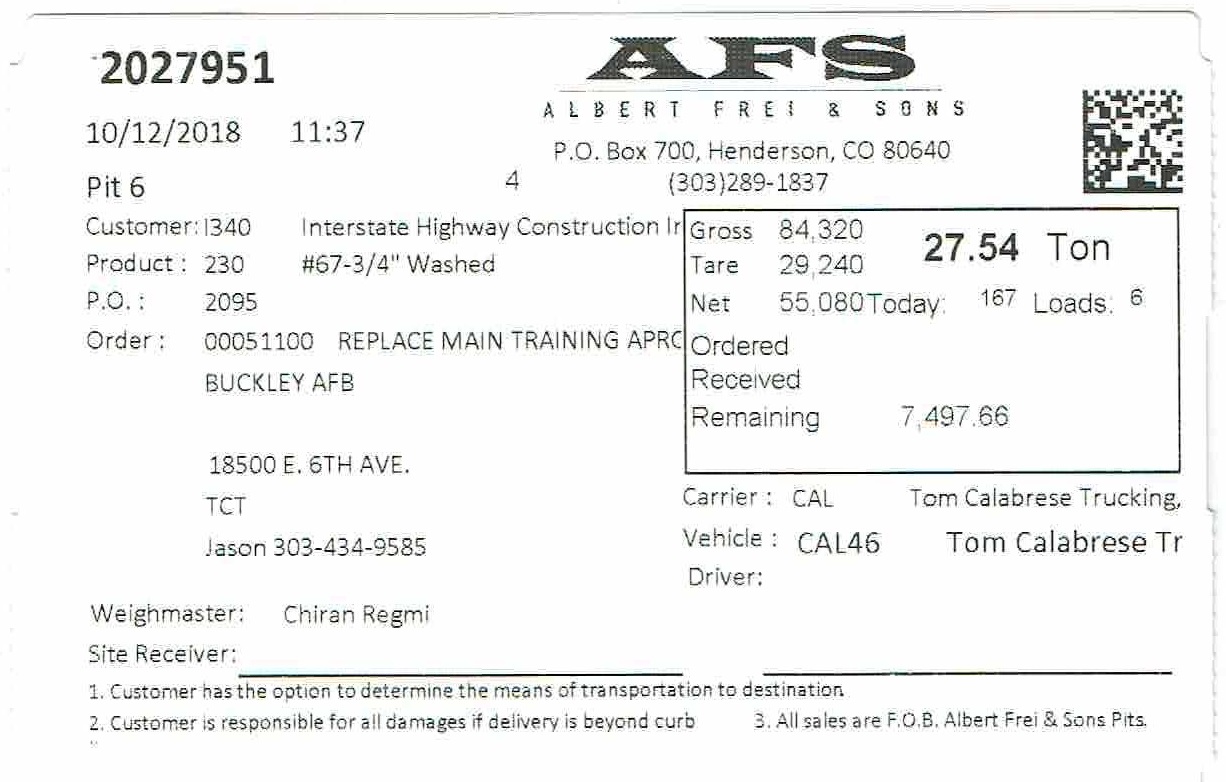 2027951
AFS
ALBERT FREI & SONS
10/12/2018 11:37
P.O. Box 700, Henderson, CO 80640
Pit 6 4 (303)289-1837
Customer: I340 Interstate Highway Construction Ir
Product : 230 #67-3/4" Washed
P.O. : 2095
Order : 00051100 REPLACE MAIN TRAINING APRC
BUCKLEY AFB
18500 E. 6TH AVE.
TCT
Jason 303-434-9585
Gross 84,320 27.54 Ton
Tare 29,240
Net 55,080 Today: 167 Loads: 6
Ordered
Received
Remaining 7,497.66
Carrier : CAL Tom Calabrese Trucking,
Vehicle : CAL46 Tom Calabrese Tr
Driver:
Weighmaster: Chiran Regmi
Site Receiver:
1. Customer has the option to determine the means of transportation to destination
2. Customer is responsible for all damages if delivery is beyond curb 3. All sales are F.O.B. Albert Frei & Sons Pits.